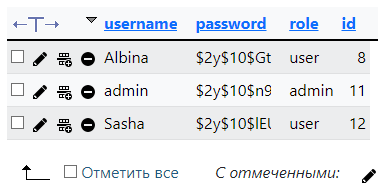 username password role id
Albina $2y$10$Gt user 8
admin $2y$10$n9 admin 11
Sasha $2y$10$lEU user 12
Отметить все С отмеченными: